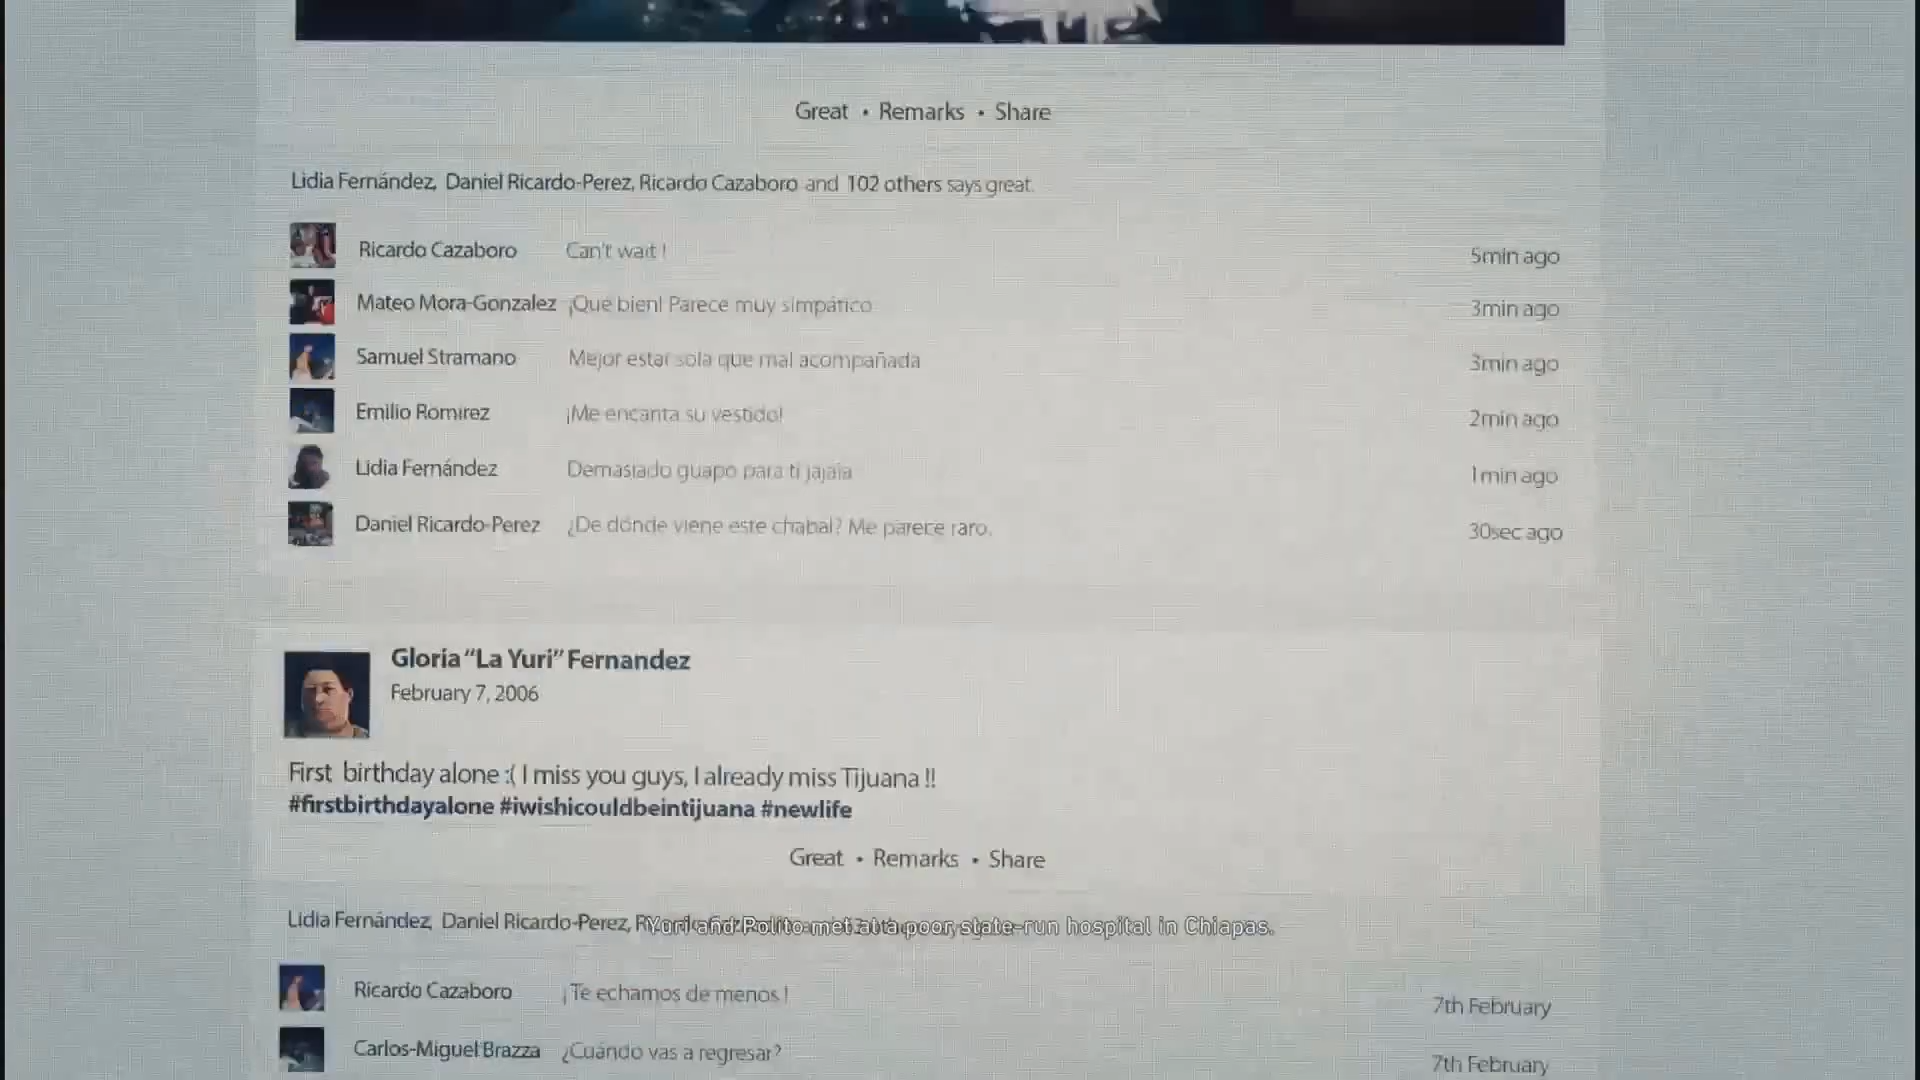 Great • Remarks • Share
Lidia Fernández, Daniel Ricardo-Perez, Ricardo Cazaboro and 102 others says great.
Ricardo Cazaboro Can't wait ! 5min ago
Mateo Mora-Gonzalez ¡Que bien! Parece muy simpático 3min ago
Samuel Stramano Mejor estar sola que mal acompañada 3min ago
Emilio Romirez ¡Me encanta su vestido! 2min ago
Lidia Fernández Demasiado guapo para ti jajaja 1min ago
Daniel Ricardo-Perez ¿De dónde viene este chabal? Me parece raro. 30sec ago
Gloria “La Yuri” Fernandez
February 7, 2006
First birthday alone :( I miss you guys, I already miss Tijuana !!
#firstbirthdayalone #iwishicouldbeintijuana #newlife
Great • Remarks • Share
Lidia Fernández, Daniel Ricardo-Perez,
Yuri and Polito met at a poor state-run hospital in Chiapas.
Ricardo Cazaboro ¡Te echamos de menos ! 7th February
Carlos-Miguel Brazza ¿Cuándo vas a regresar? 7th February